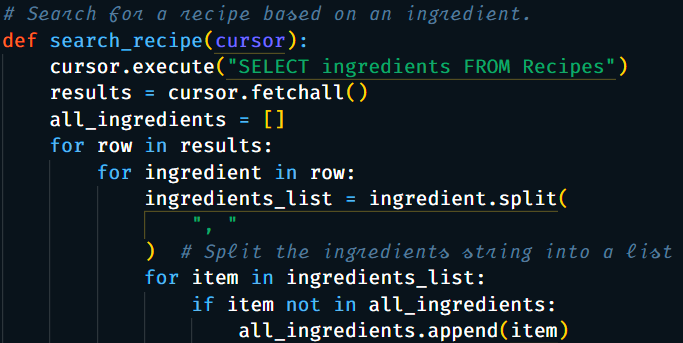 # Search for a recipe based on an ingredient.
def search_recipe(cursor):
    cursor.execute("SELECT ingredients FROM Recipes")
    results = cursor.fetchall()
    all_ingredients = []
    for row in results:
        for ingredient in row:
            ingredients_list = ingredient.split(
                ", "
            )  # Split the ingredients string into a list
            for item in ingredients_list:
                if item not in all_ingredients:
                    all_ingredients.append(item)